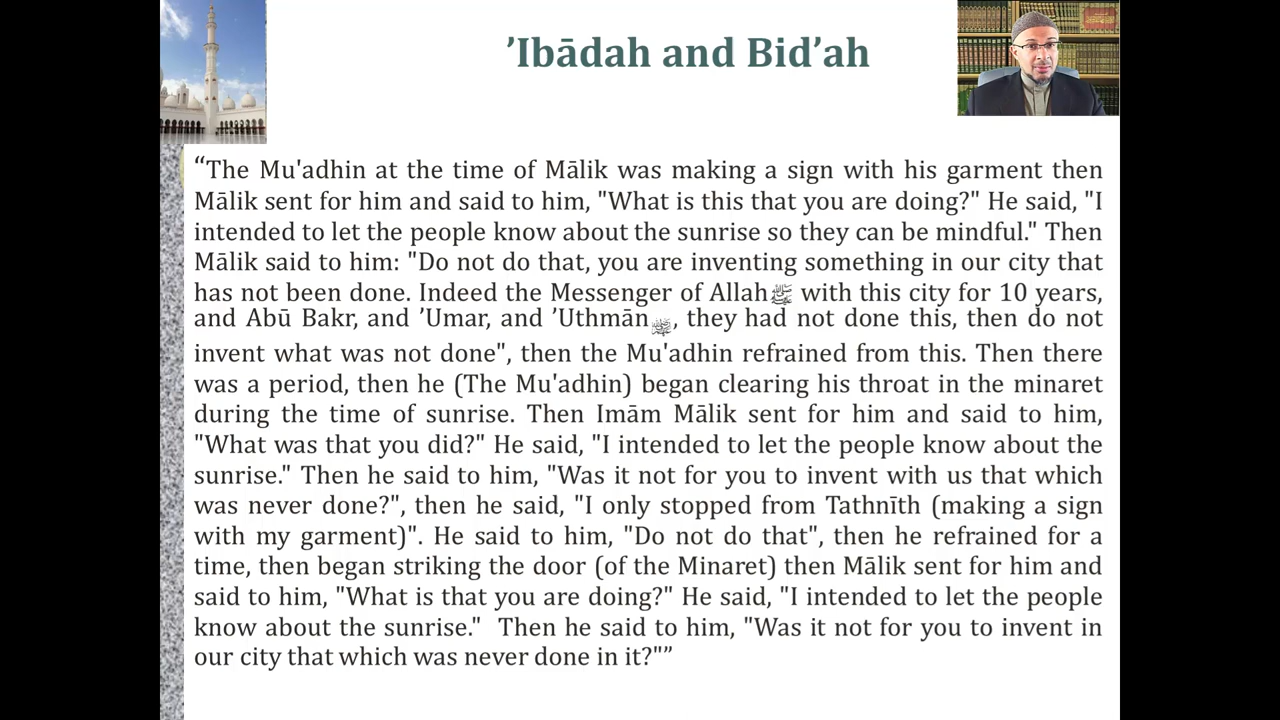 ’Ibādah and Bid’ah
“The Mu'adhin at the time of Mālik was making a sign with his garment then
Mālik sent for him and said to him, "What is this that you are doing?" He said, "I
intended to let the people know about the sunrise so they can be mindful." Then
Mālik said to him: "Do not do that, you are inventing something in our city that
has not been done. Indeed the Messenger of Allahﷺ with this city for 10 years,
and Abū Bakr, and ’Umar, and ’Uthmān, they had not done this, then do not
invent what was not done", then the Mu'adhin refrained from this. Then there
was a period, then he (The Mu'adhin) began clearing his throat in the minaret
during the time of sunrise. Then Imām Mālik sent for him and said to him,
"What was that you did?" He said, "I intended to let the people know about the
sunrise." Then he said to him, "Was it not for you to invent with us that which
was never done?", then he said, "I only stopped from Tathnīth (making a sign
with my garment)". He said to him, "Do not do that", then he refrained for a
time, then began striking the door (of the Minaret) then Mālik sent for him and
said to him, "What is that you are doing?" He said, "I intended to let the people
know about the sunrise."  Then he said to him, "Was it not for you to invent in
our city that which was never done in it?"”